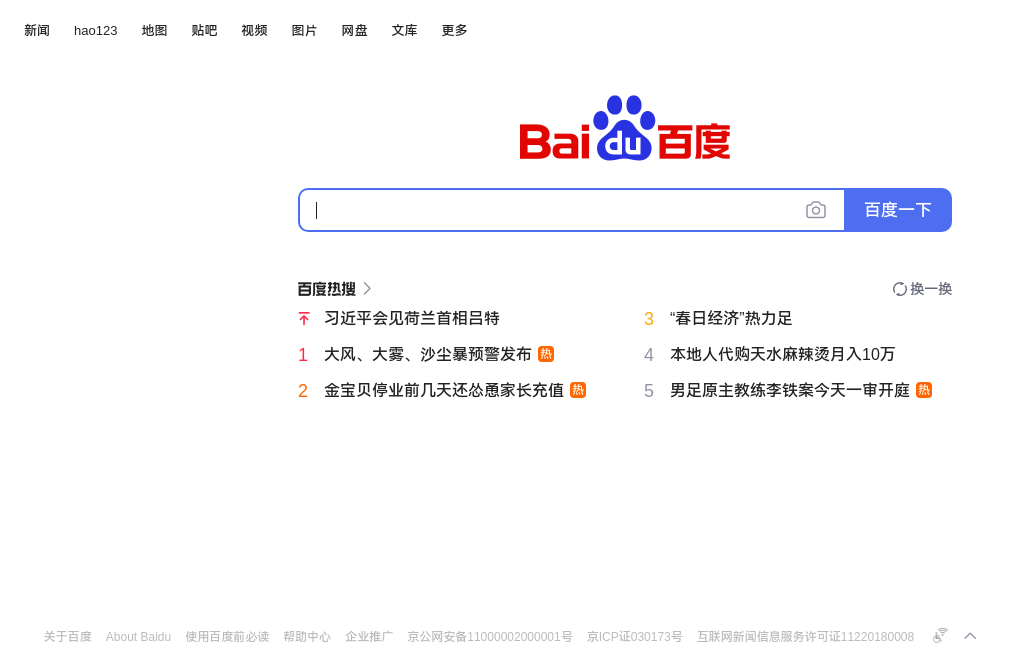 新闻 hao123 地图 贴吧 视频 图片 网盘 文库 更多
Bai du 百度
百度一下
百度热搜 换一换
习近平会见荷兰首相吕特
1 大风、大雾、沙尘暴预警发布 热
2 金宝贝停业前几天还怂恿家长充值 热
3 “春日经济”热力足
4 本地人代购天水麻辣烫月入10万
5 男足原主教练李铁案今天一审开庭 热
关于百度 About Baidu 使用百度前必读 帮助中心 企业推广 京公网安备11000002000001号 京ICP证030173号 互联网新闻信息服务许可证11220180008